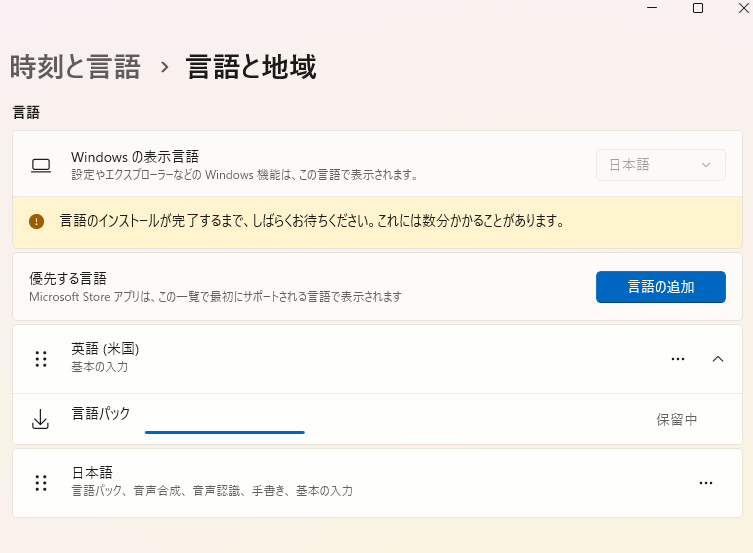 時刻と言語 › 言語と地域
言語
Windows の表示言語
設定やエクスプローラーなどの Windows 機能は、この言語で表示されます。
日本語
言語のインストールが完了するまで、しばらくお待ちください。これには数分かかることがあります。
優先する言語
Microsoft Store アプリは、この一覧で最初にサポートされる言語で表示されます
言語の追加
英語 (米国)
基本の入力
言語パック
保留中
日本語
言語パック、音声合成、音声認識、手書き、基本の入力